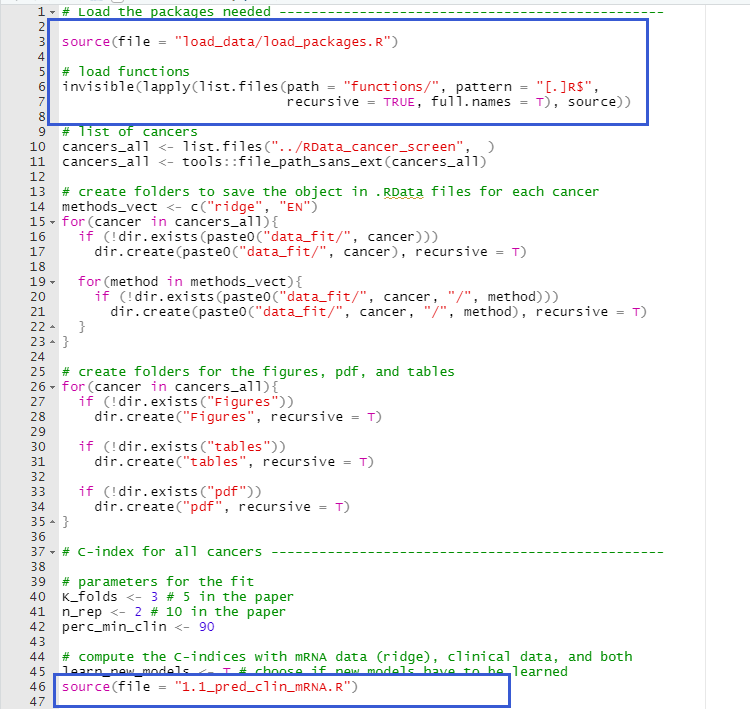 1 # Load the packages needed ------------------------------------------------
2
3 source(file = "load_data/load_packages.R")
4
5 # load functions
6 invisible(lapply(list.files(path = "functions/", pattern = "[.]R$",
7                             recursive = TRUE, full.names = T), source))
8
9 # list of cancers
10 cancers_all <- list.files("../RData_cancer_screen",  )
11 cancers_all <- tools::file_path_sans_ext(cancers_all)
12
13 # create folders to save the object in .RData files for each cancer
14 methods_vect <- c("ridge", "EN")
15 for(cancer in cancers_all){
16   if (!dir.exists(paste0("data_fit/", cancer)))
17     dir.create(paste0("data_fit/", cancer), recursive = T)
18
19   for(method in methods_vect){
20     if (!dir.exists(paste0("data_fit/", cancer, "/", method)))
21       dir.create(paste0("data_fit/", cancer, "/", method), recursive = T)
22   }
23 }
24
25 # create folders for the figures, pdf, and tables
26 for(cancer in cancers_all){
27   if (!dir.exists("Figures"))
28     dir.create("Figures", recursive = T)
29
30   if (!dir.exists("tables"))
31     dir.create("tables", recursive = T)
32
33   if (!dir.exists("pdf"))
34     dir.create("pdf", recursive = T)
35 }
36
37 # C-index for all cancers -------------------------------------------------
38
39 # parameters for the fit
40 K_folds <- 3 # 5 in the paper
41 n_rep <- 2 # 10 in the paper
42 perc_min_clin <- 90
43
44 # compute the C-indices with mRNA data (ridge), clinical data, and both
45 learn_new_models <- T # choose if new models have to be learned
46 source(file = "1.1_pred_clin_mRNA.R")
47